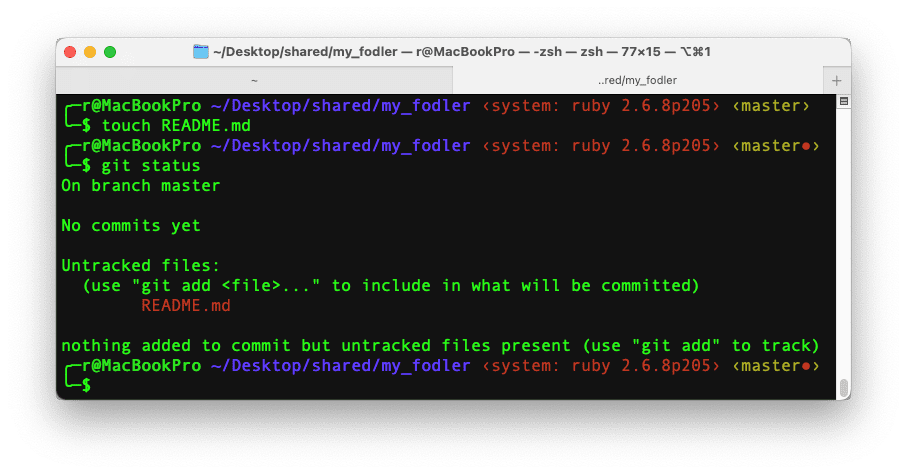 ~/Desktop/shared/my_fodler — r@MacBookPro — -zsh — zsh — 77×15 — ⌥⌘1
~
..red/my_fodler
+
╭─r@MacBookPro ~/Desktop/shared/my_fodler ‹system: ruby 2.6.8p205› ‹master›
╰─$ touch README.md
╭─r@MacBookPro ~/Desktop/shared/my_fodler ‹system: ruby 2.6.8p205› ‹master●›
╰─$ git status
On branch master
No commits yet
Untracked files:
(use "git add <file>..." to include in what will be committed)
README.md
nothing added to commit but untracked files present (use "git add" to track)
╭─r@MacBookPro ~/Desktop/shared/my_fodler ‹system: ruby 2.6.8p205› ‹master●›
╰─$